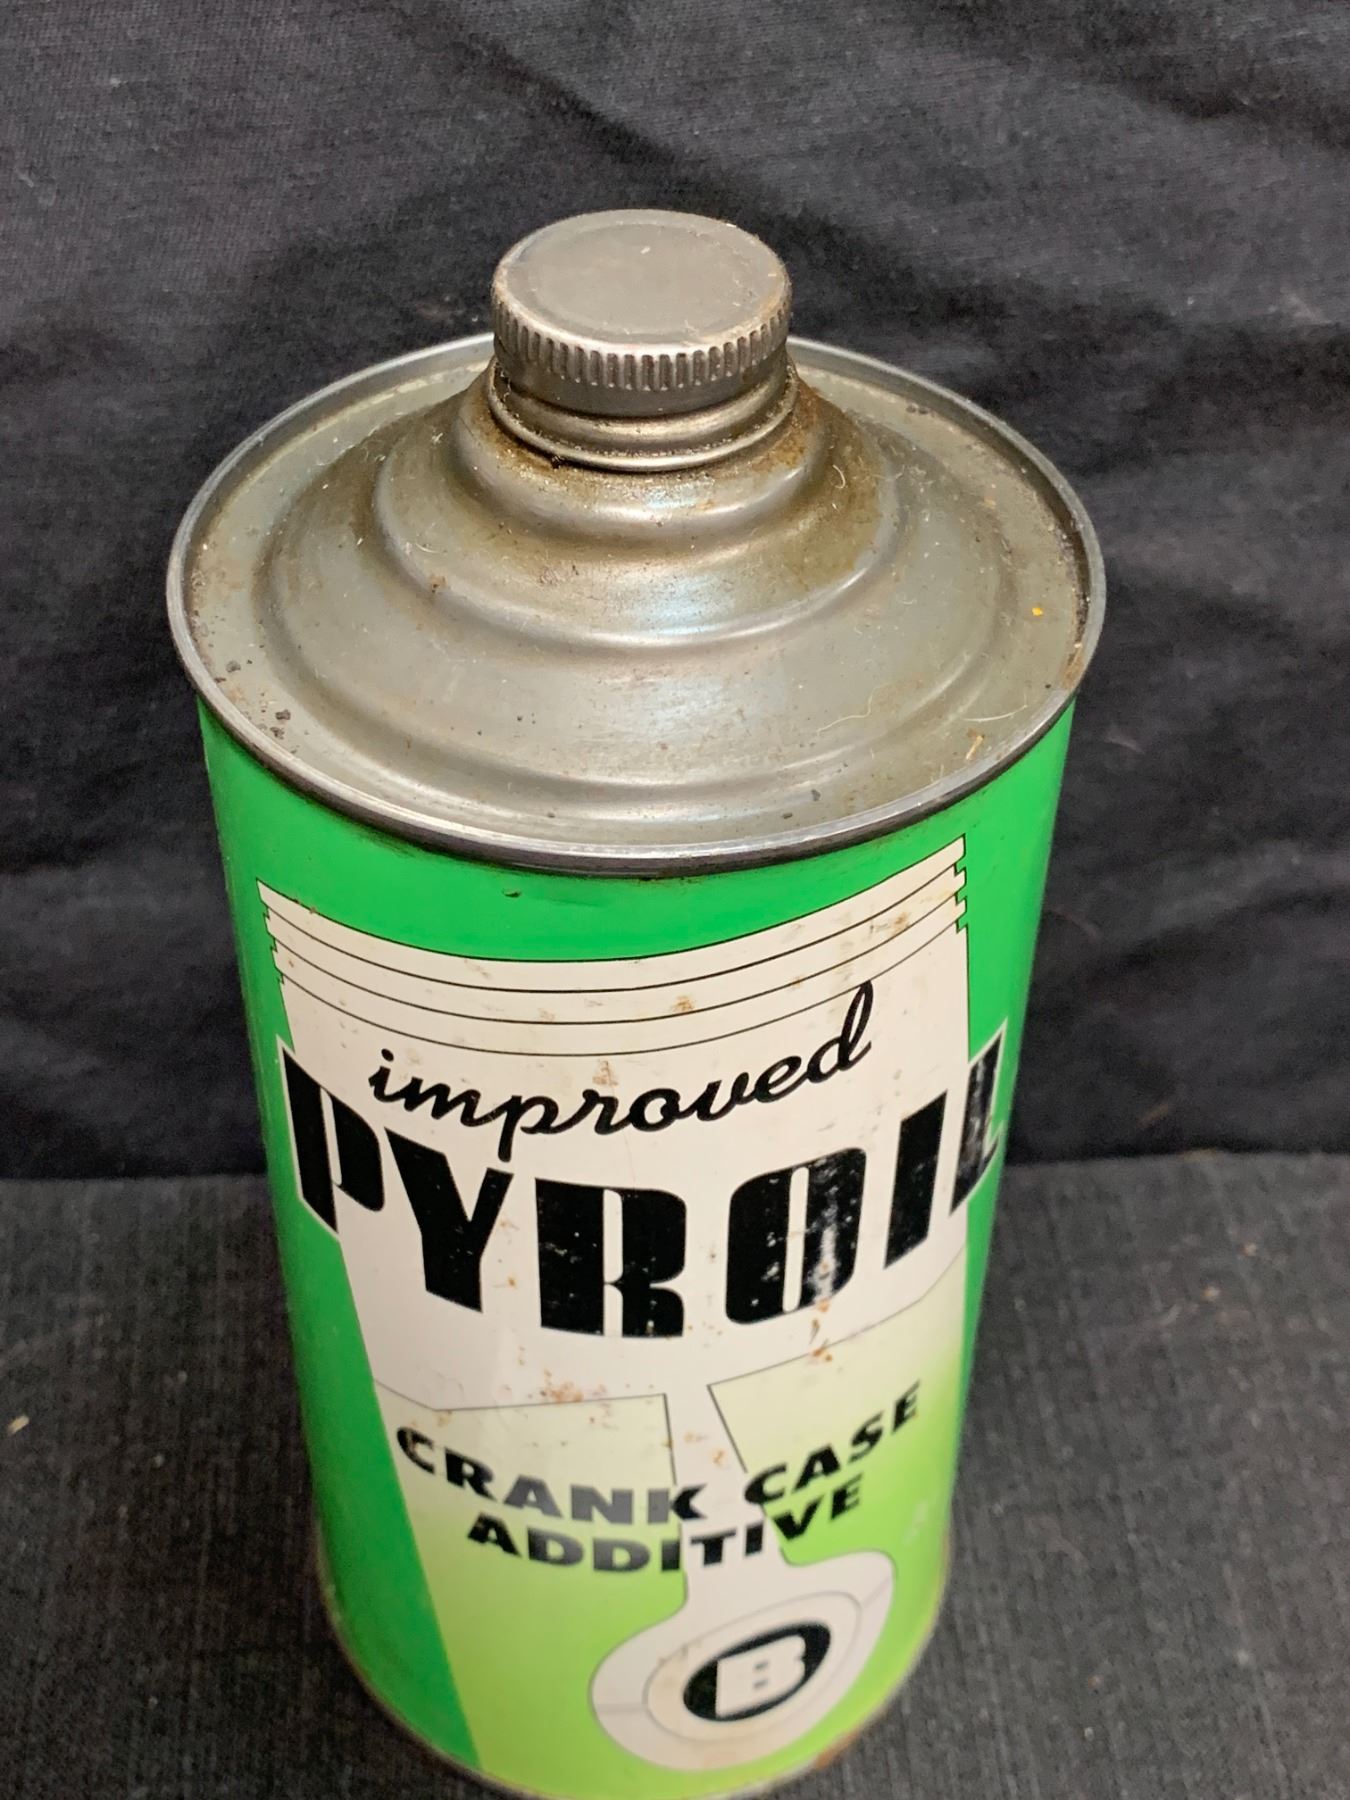 improved
PYROIL
CRANK CASE
ADDITIVE
B